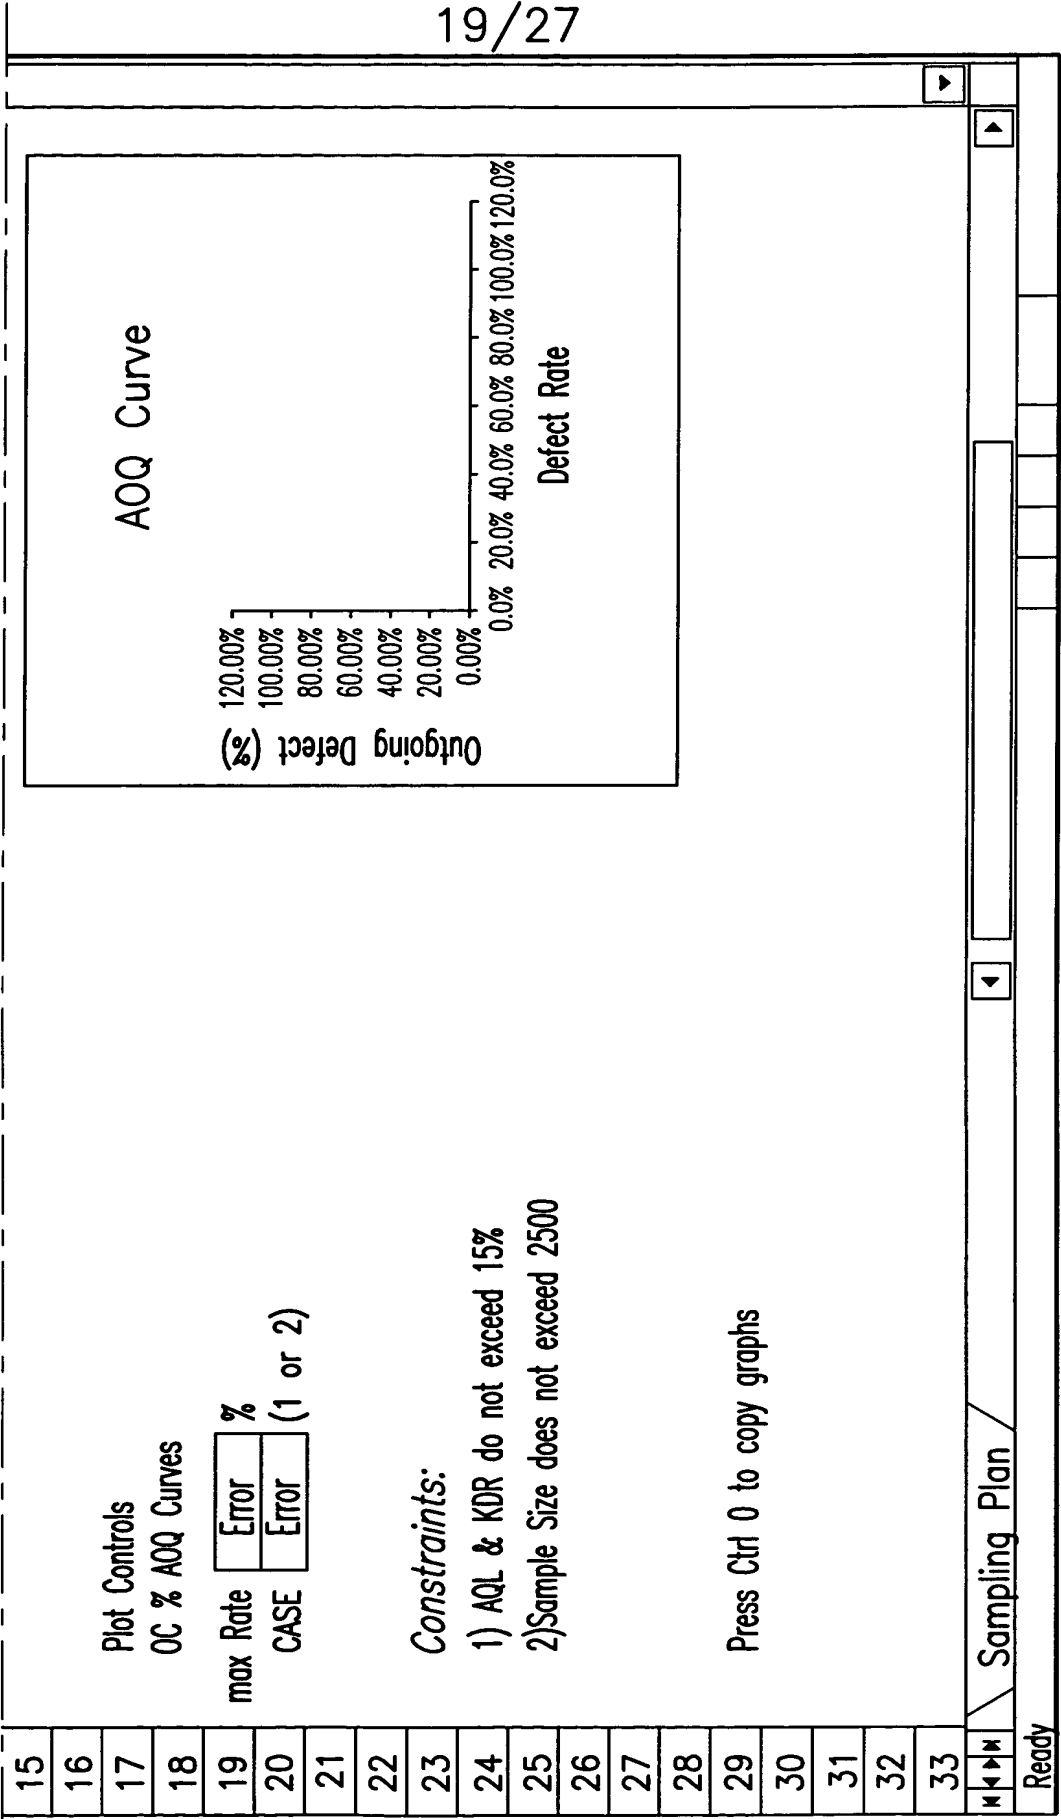 19/27
15
16
17
18
19
20
21
22
23
24
25
26
27
28
29
30
31
32
33
Plot Controls
OC % AOQ Curves
max Rate Error %
CASE Error (1 or 2)
Constraints:
1) AQL & KDR do not exceed 15%
2)Sample Size does not exceed 2500
Press Ctrl 0 to copy graphs
AOQ Curve
Outgoing Defect (%)
120.00%
100.00%
80.00%
60.00%
40.00%
20.00%
0.00%
0.0% 20.0% 40.0% 60.0% 80.0% 100.0% 120.0%
Defect Rate
Sampling Plan
Ready